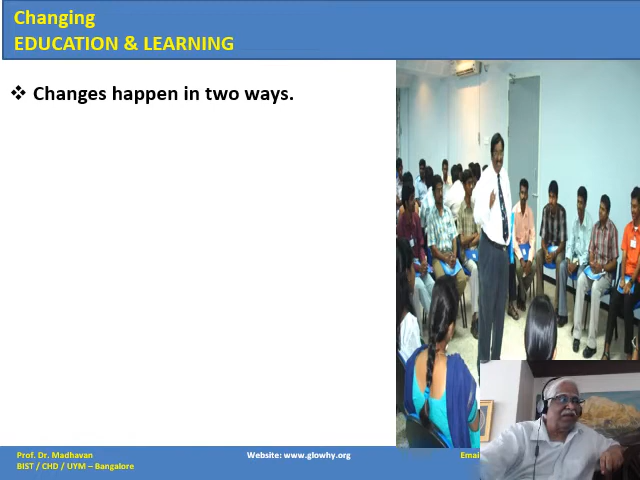 Changing
EDUCATION & LEARNING
❖ Changes happen in two ways.
Prof. Dr. Madhavan
Website: www.glowhy.org
Emai
BIST / CHD / UYM – Bangalore